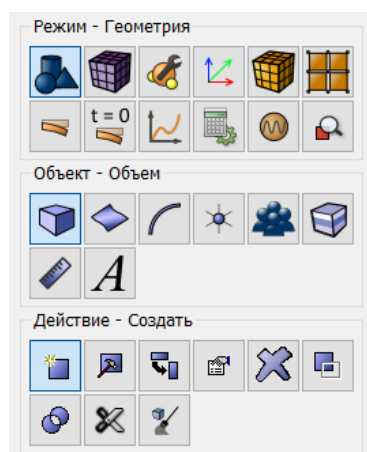 Режим - Геометрия
t = 0
Объект - Объем
A
Действие - Создать